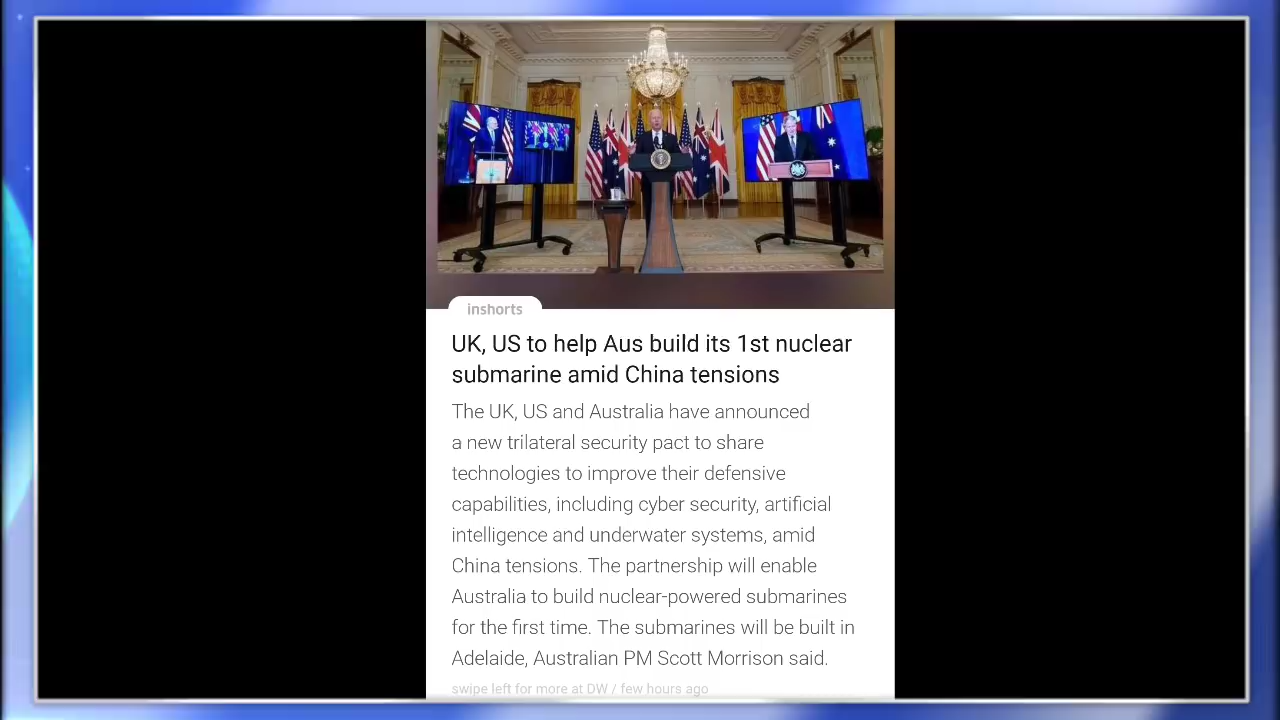 inshorts
UK, US to help Aus build its 1st nuclear
submarine amid China tensions
The UK, US and Australia have announced
a new trilateral security pact to share
technologies to improve their defensive
capabilities, including cyber security, artificial
intelligence and underwater systems, amid
China tensions. The partnership will enable
Australia to build nuclear-powered submarines
for the first time. The submarines will be built in
Adelaide, Australian PM Scott Morrison said.
swipe left for more at DW / few hours ago